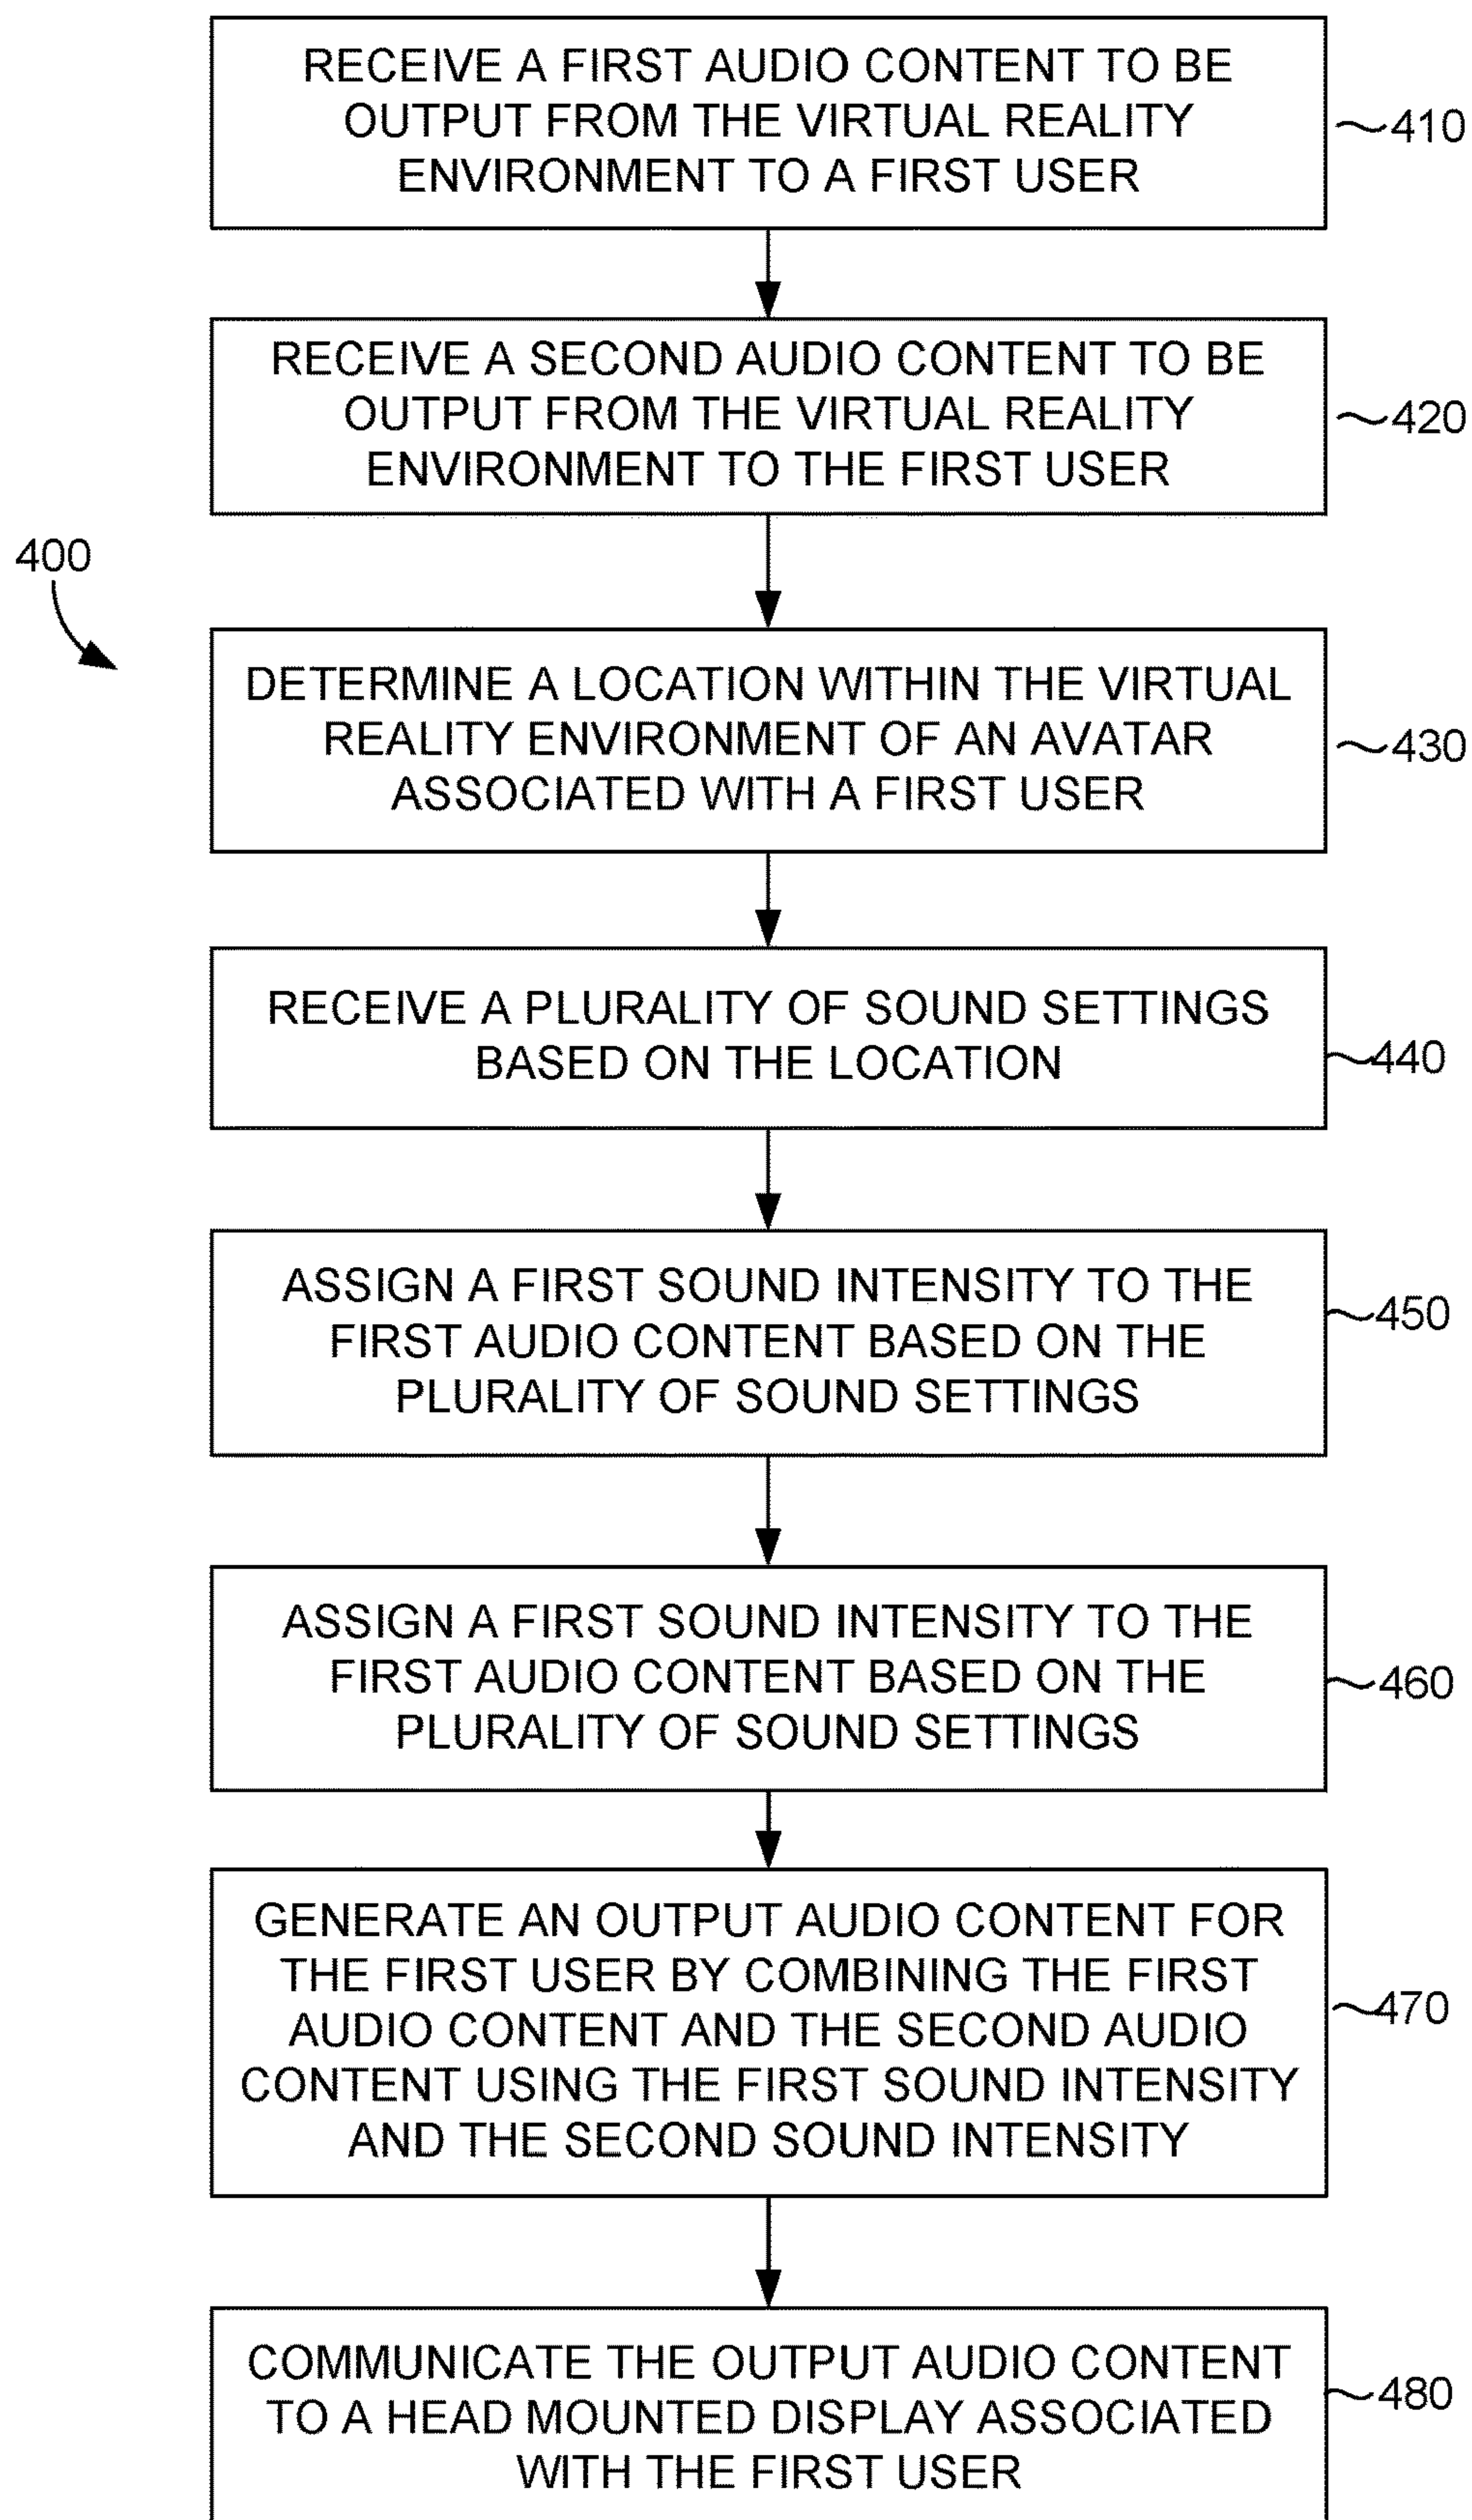 RECEIVE A FIRST AUDIO CONTENT TO BE
OUTPUT FROM THE VIRTUAL REALITY
ENVIRONMENT TO A FIRST USER
410
RECEIVE A SECOND AUDIO CONTENT TO BE
OUTPUT FROM THE VIRTUAL REALITY
ENVIRONMENT TO THE FIRST USER
420
400
DETERMINE A LOCATION WITHIN THE VIRTUAL
REALITY ENVIRONMENT OF AN AVATAR
ASSOCIATED WITH A FIRST USER
430
RECEIVE A PLURALITY OF SOUND SETTINGS
BASED ON THE LOCATION
440
ASSIGN A FIRST SOUND INTENSITY TO THE
FIRST AUDIO CONTENT BASED ON THE
PLURALITY OF SOUND SETTINGS
450
ASSIGN A FIRST SOUND INTENSITY TO THE
FIRST AUDIO CONTENT BASED ON THE
PLURALITY OF SOUND SETTINGS
460
GENERATE AN OUTPUT AUDIO CONTENT FOR
THE FIRST USER BY COMBINING THE FIRST
AUDIO CONTENT AND THE SECOND AUDIO
CONTENT USING THE FIRST SOUND INTENSITY
AND THE SECOND SOUND INTENSITY
470
COMMUNICATE THE OUTPUT AUDIO CONTENT
TO A HEAD MOUNTED DISPLAY ASSOCIATED
WITH THE FIRST USER
480